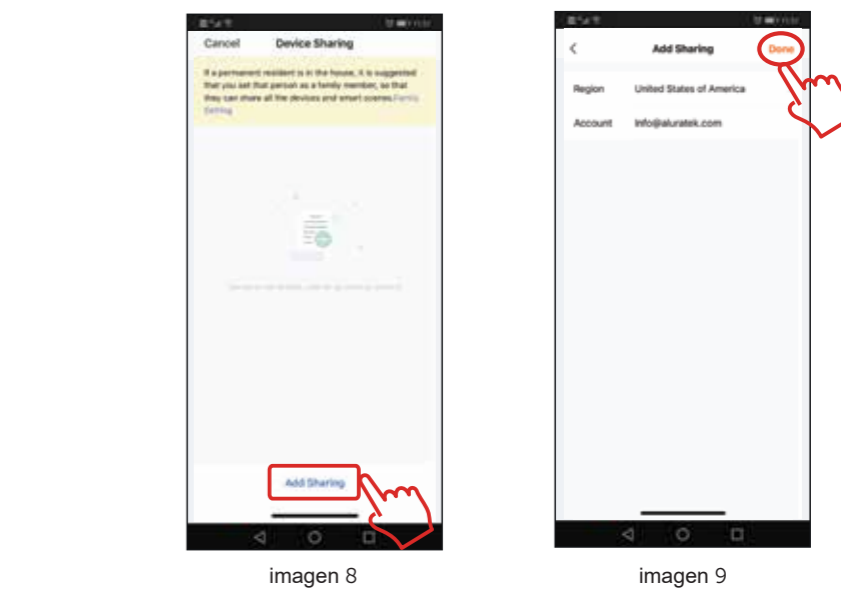 Cancel Device Sharing
If a permanent resident is in the house, it is suggested
that you set that person as a family member, so that
they can share all the devices and smart scenes.Family
Setting
Add Sharing
imagen 8
Add Sharing Done
Region United States of America
Account Info@aluratek.com
imagen 9